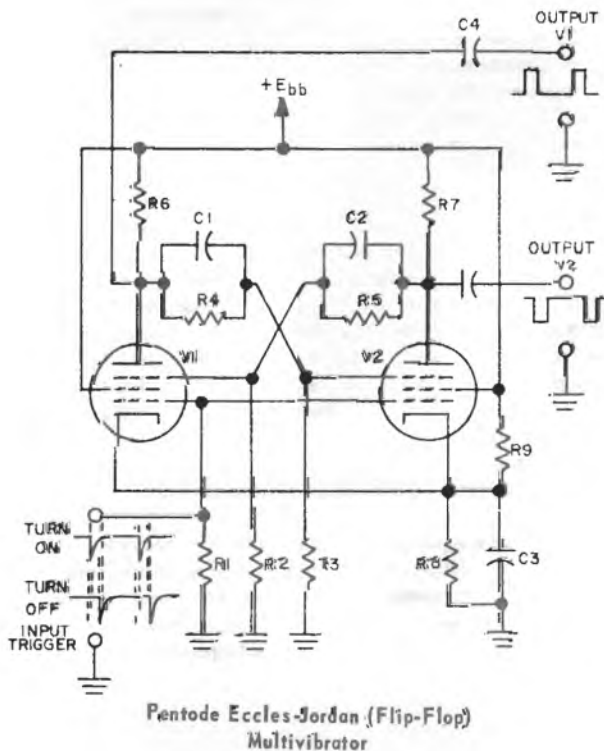 C4
OUTPUT
V1
+Ebb
R6
C1
C2
R7
R4
R5
OUTPUT
V2
V1
V2
R9
TURN
ON
TURN
OFF
INPUT
TRIGGER
R1
R2
R8
C3
Pentode Eccles-Jordan (Flip-Flop)
Multivibrator